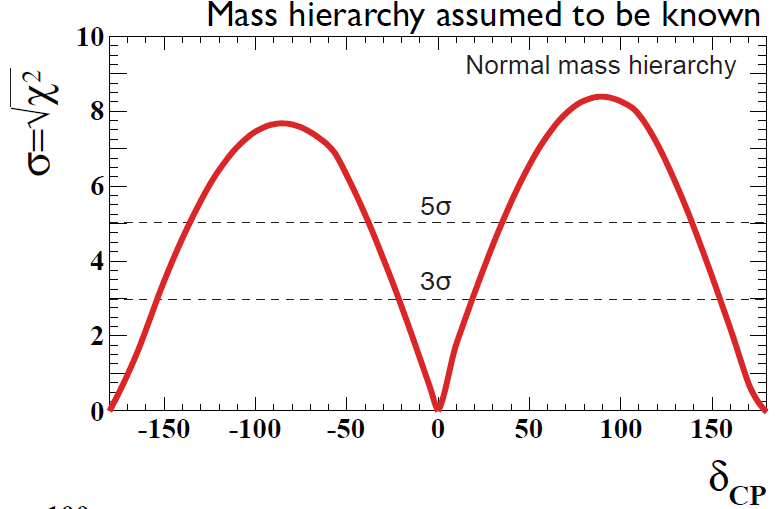 Mass hierarchy assumed to be known
Normal mass hierarchy
σ=√χ²
10
8
6
4
2
0
5σ
3σ
-150 -100 -50 0 50 100 150
δCP